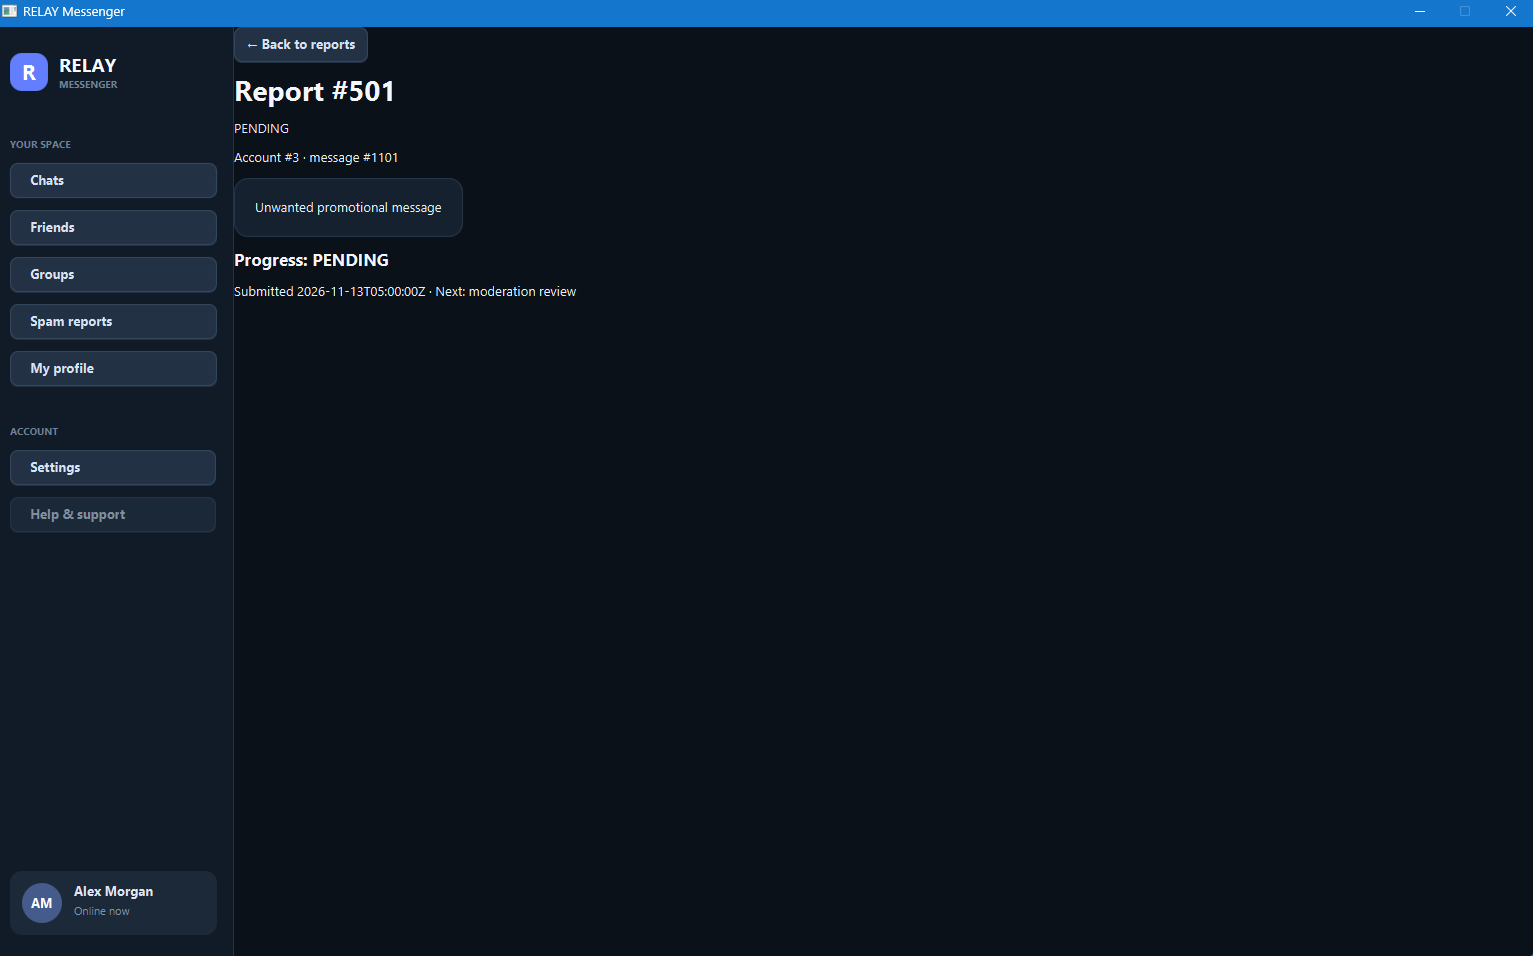 RELAY Messenger
R
RELAY
MESSENGER
YOUR SPACE
Chats
Friends
Groups
Spam reports
My profile
ACCOUNT
Settings
Help & support
AM
Alex Morgan
Online now
← Back to reports
Report #501
PENDING
Account #3 · message #1101
Unwanted promotional message
Progress: PENDING
Submitted 2026-11-13T05:00:00Z · Next: moderation review